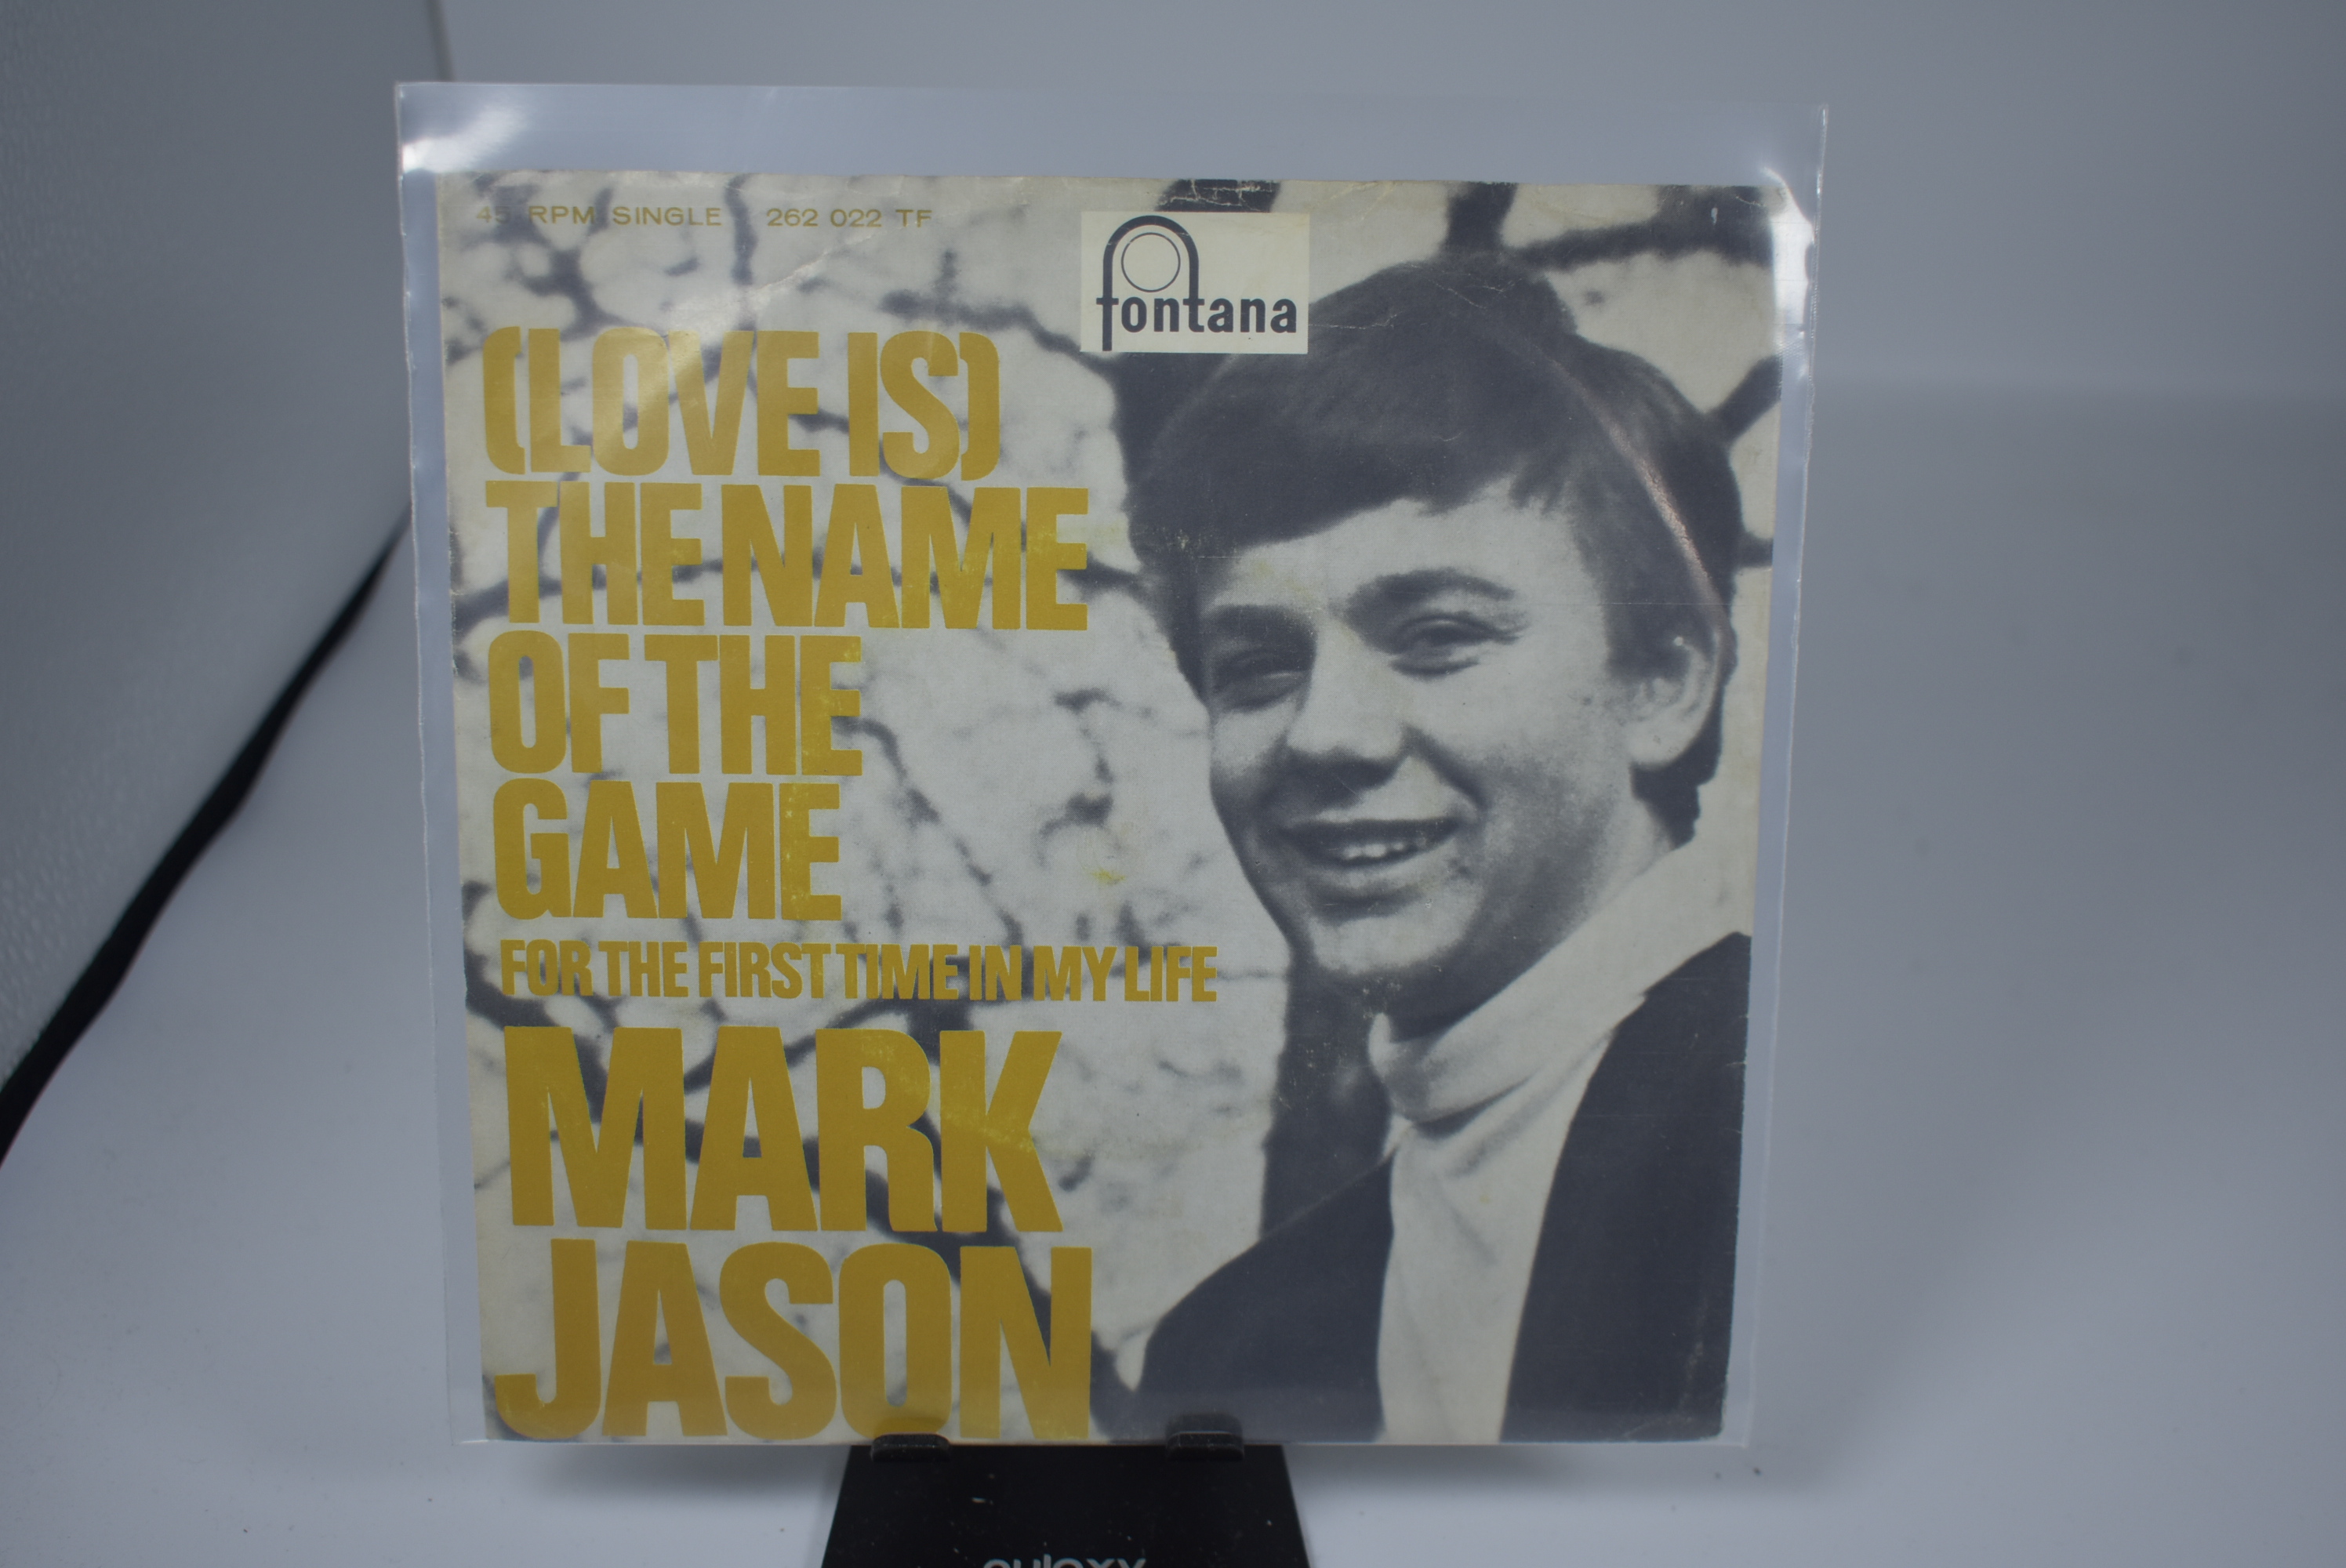 45 RPM SINGLE 262 022 TF
fontana
(LOVE IS)
THE NAME
OF THE
GAME
FOR THE FIRST TIME IN MY LIFE
MARK
JASON